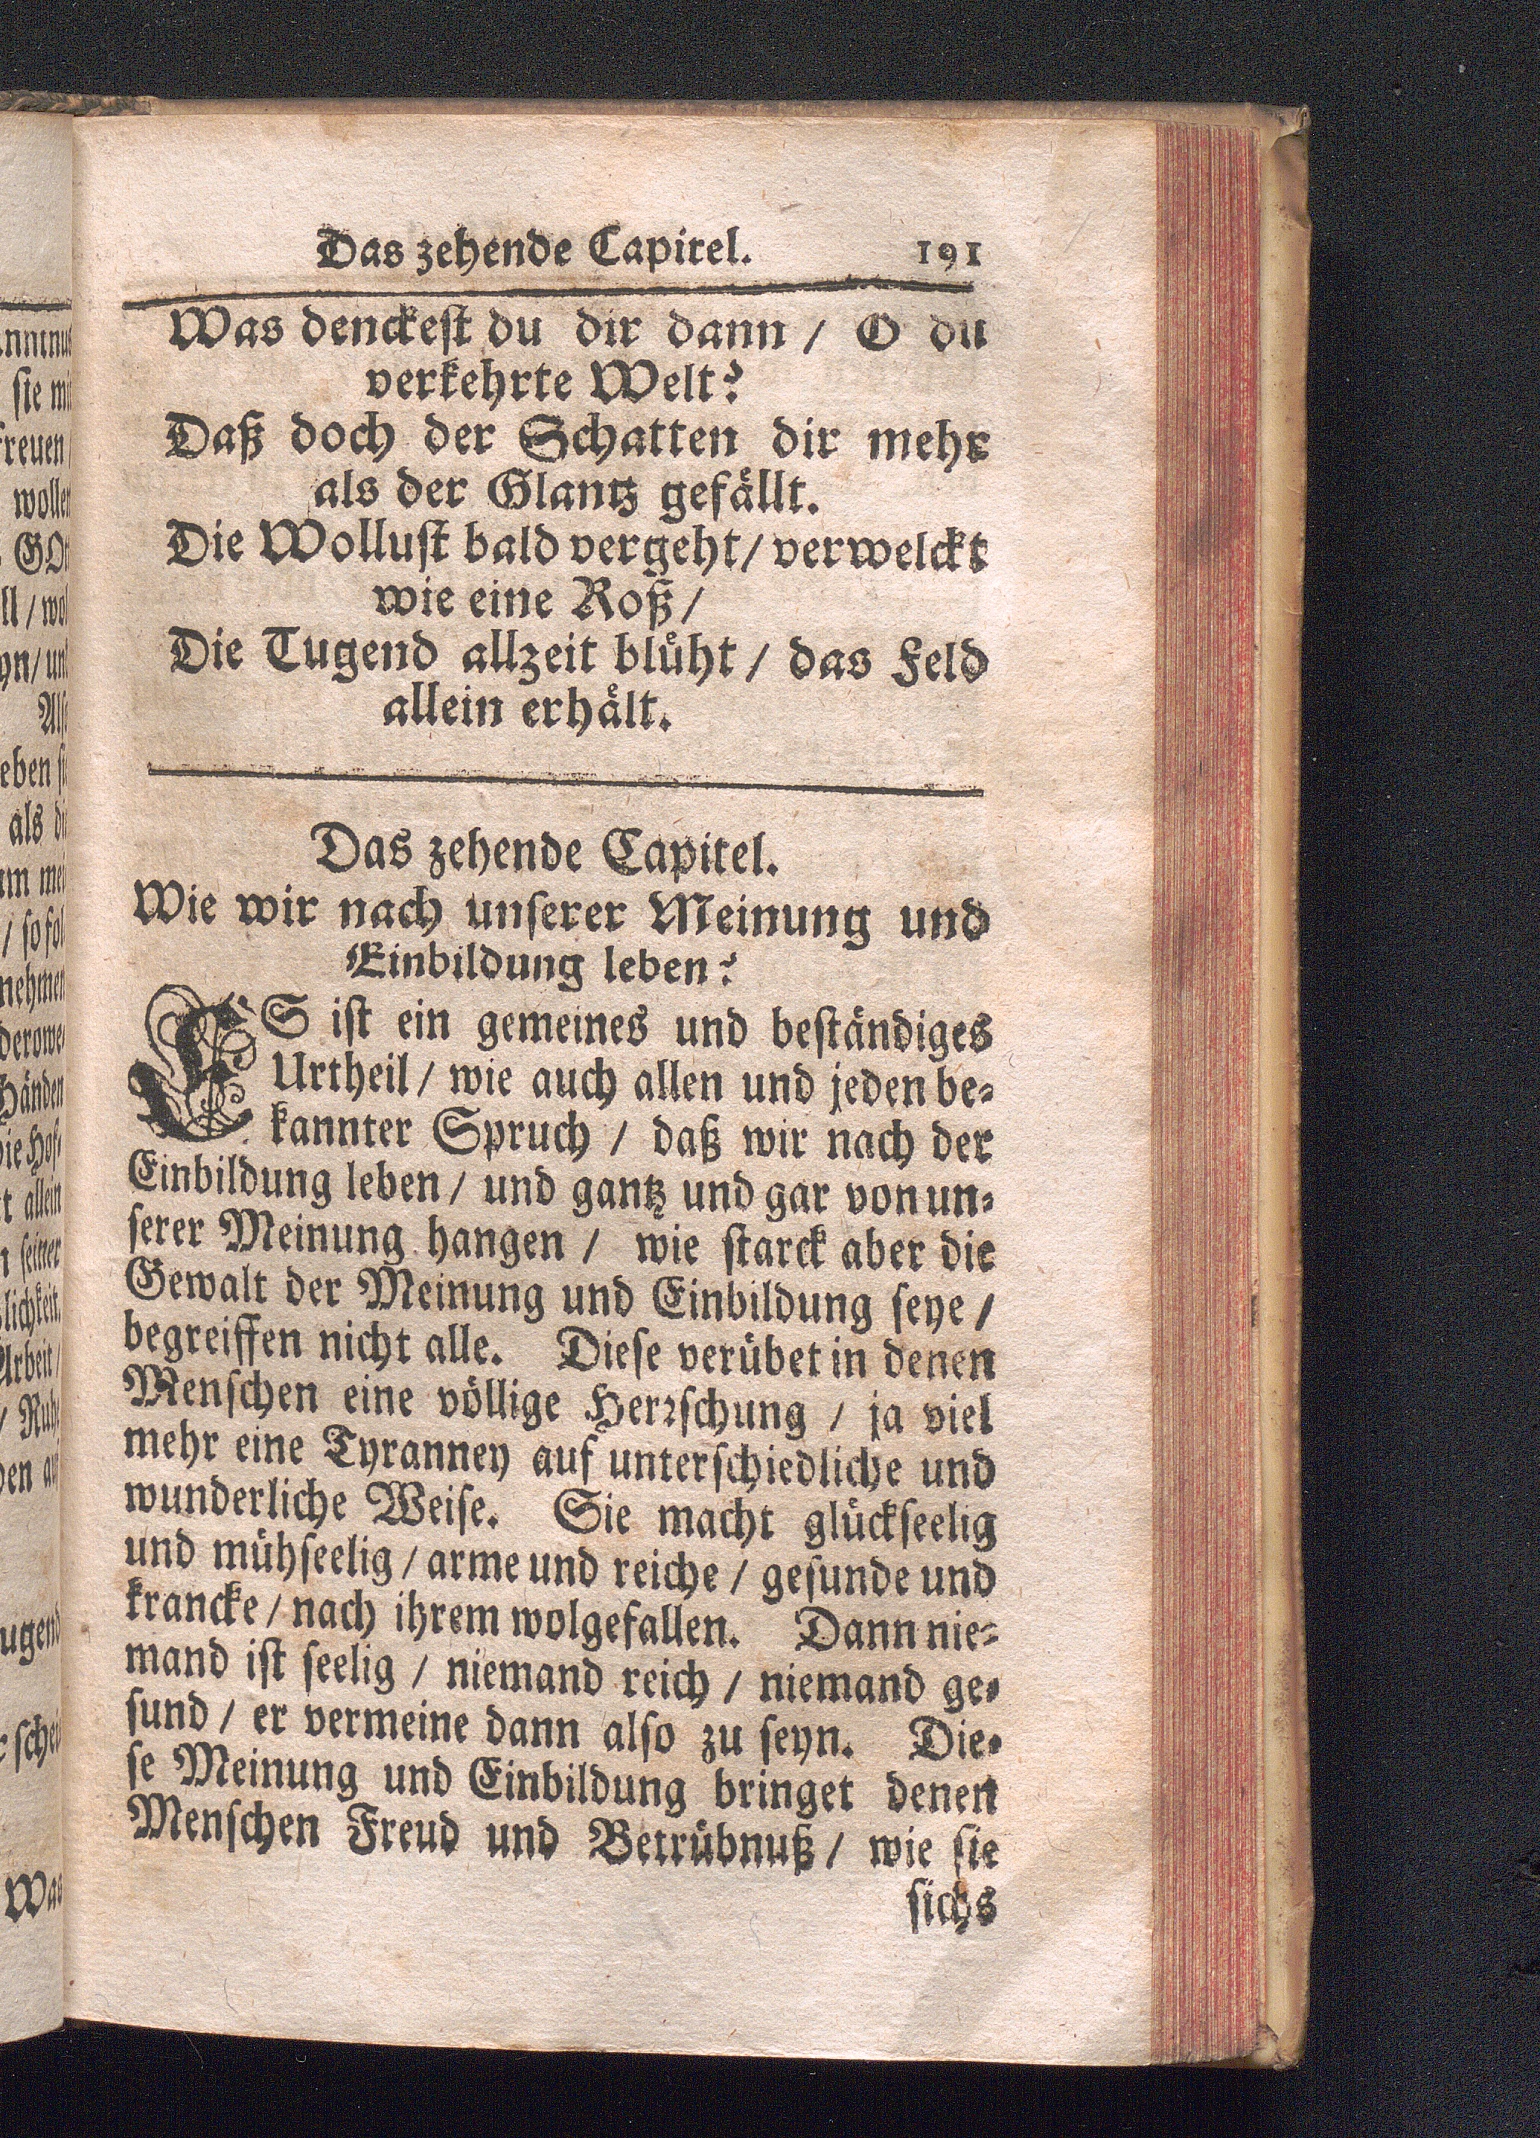 Das zehende Capitel. 191
Was denckest du dir dann / O du
verkehrte Welt?
Daß doch der Schatten dir mehr
als der Glantz gefällt.
Die Wollust bald vergeht / verwelckt
wie eine Roß /
Die Tugend allzeit blüht / das Feld
allein erhält.
Das zehende Capitel.
Wie wir nach unserer Meinung und
Einbildung leben?
ES ist ein gemeines und beständiges
Urtheil / wie auch allen und jeden be-
kannter Spruch / daß wir nach der
Einbildung leben / und gantz und gar von un-
serer Meinung hangen / wie starck aber die
Gewalt der Meinung und Einbildung seye /
begreiffen nicht alle. Diese verübet in denen
Menschen eine völlige Herꝛschung / ja viel
mehr eine Tyranney auf unterschiedliche und
wunderliche Weise. Sie macht glückseelig
und mühseelig / arme und reiche / gesunde und
krancke / nach ihrem wolgefallen. Dann nie-
mand ist seelig / niemand reich / niemand ge-
sund / er vermeine dann also zu seyn. Die-
se Meinung und Einbildung bringet denen
Menschen Freud und Betrübnuß / wie sie
sichs